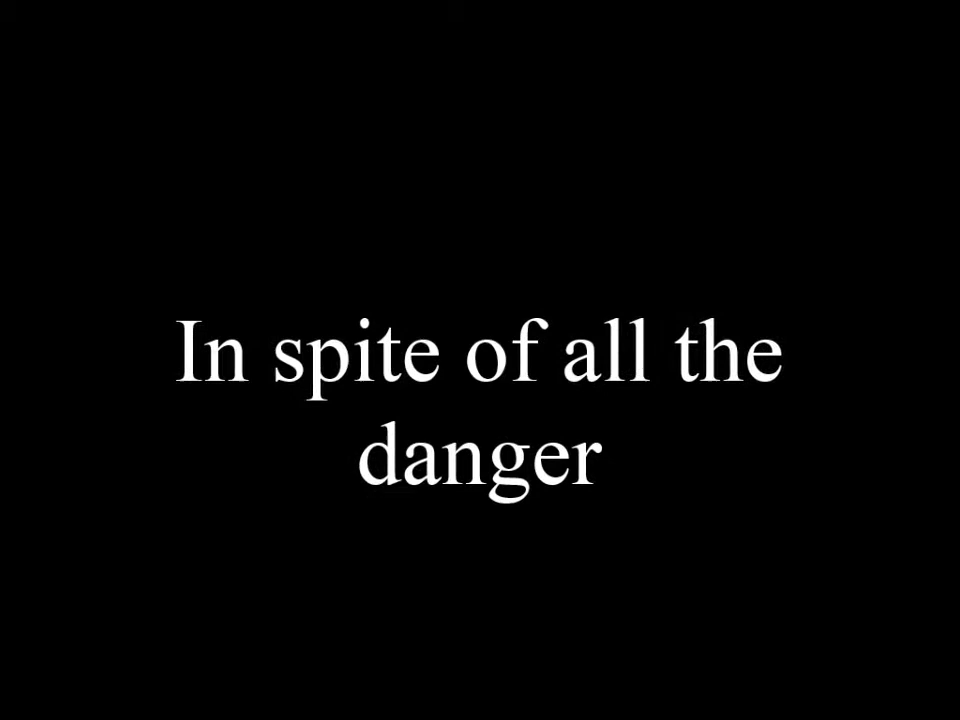 In spite of all the
danger